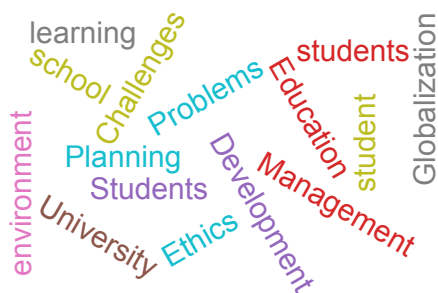 learning
school
Challenges
Problems
students
Education
Globalization
student
environment
Planning
Students
Development
Management
University
Ethics